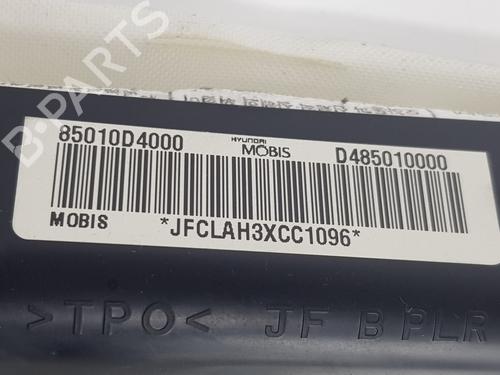 B-PARTS
85010D4000
HYUNDAI
MOBIS
D485010000
MOBIS
*JFCLAH3XCC1096*
>TPO< JF B PLR